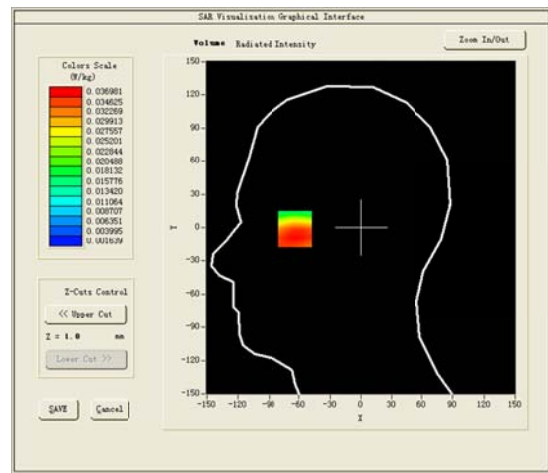 SAR Visualisation Graphical Interface
Volume Radiated Intensity
Zoom In/Out
Colors Scale
(W/kg)
0.036981
0.034625
0.032269
0.029913
0.027557
0.025201
0.022844
0.020488
0.018132
0.015776
0.013420
0.011064
0.008707
0.006351
0.003995
0.001639
Z-Cuts Control
<< Upper Cut
Z = 1.0 mm
Lower Cut >>
SAVE Cancel
150
120
90
60
30
0
-30
-60
-90
-120
-150
Y
-150 -120 -90 -60 -30 0 30 60 90 120 150
X